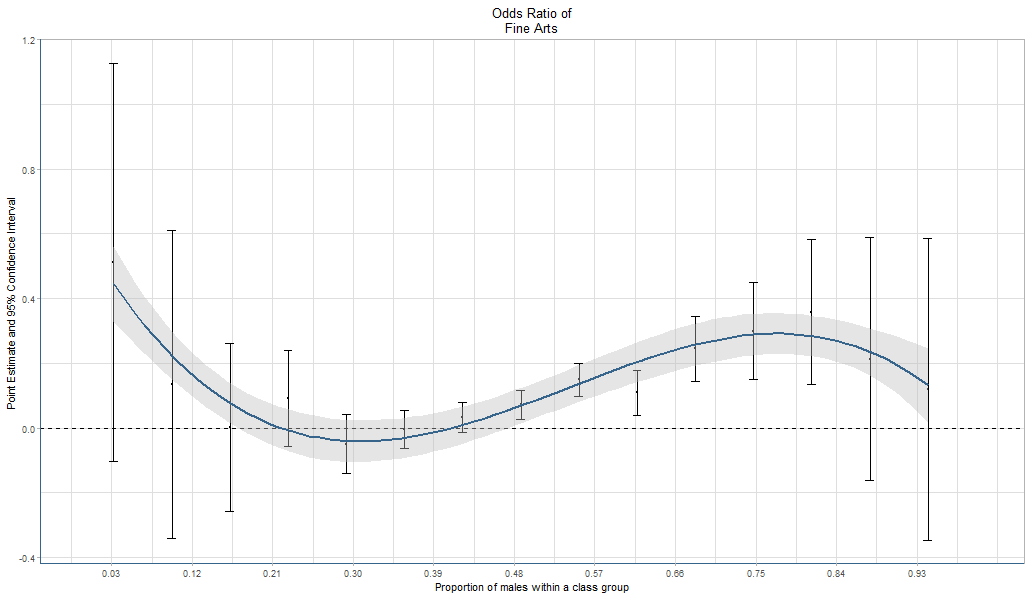 Odds Ratio of
Fine Arts
Point Estimate and 95% Confidence Interval
1.2
0.8
0.4
0.0
-0.4
0.03 0.12 0.21 0.30 0.39 0.48 0.57 0.66 0.75 0.84 0.93
Proportion of males within a class group